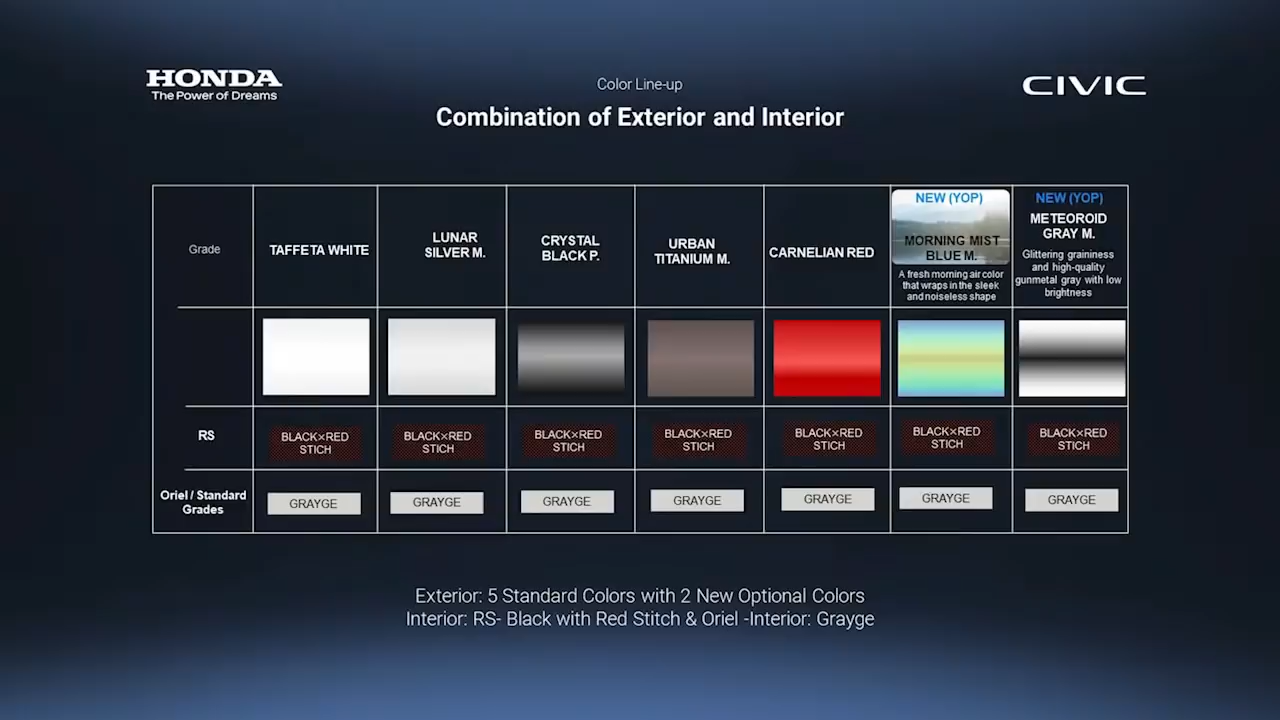 HONDA
The Power of Dreams
Color Line-up
CIVIC
Combination of Exterior and Interior
Grade
TAFFETA WHITE
LUNAR
SILVER M.
CRYSTAL
BLACK P.
URBAN
TITANIUM M.
CARNELIAN RED
NEW (YOP)
MORNING MIST
BLUE M.
A fresh morning air color
that wraps in the sleek
and noiseless shape
NEW (YOP)
METEOROID
GRAY M.
Glittering graininess
and high-quality
gunmetal gray with low
brightness
RS
BLACK×RED
STICH
BLACK×RED
STICH
BLACK×RED
STICH
BLACK×RED
STICH
BLACK×RED
STICH
BLACK×RED
STICH
BLACK×RED
STICH
Oriel / Standard
Grades
GRAYGE
GRAYGE
GRAYGE
GRAYGE
GRAYGE
GRAYGE
GRAYGE
Exterior: 5 Standard Colors with 2 New Optional Colors
Interior: RS- Black with Red Stitch & Oriel -Interior: Grayge